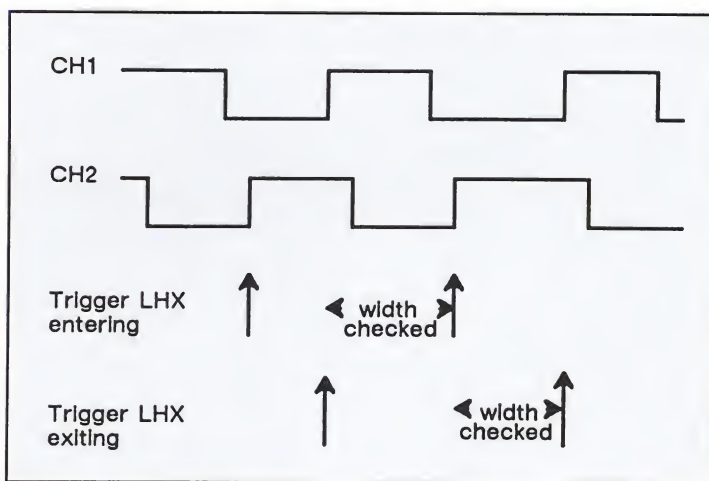 CH1
CH2
Trigger LHX
entering
width
checked
Trigger LHX
exiting
width
checked